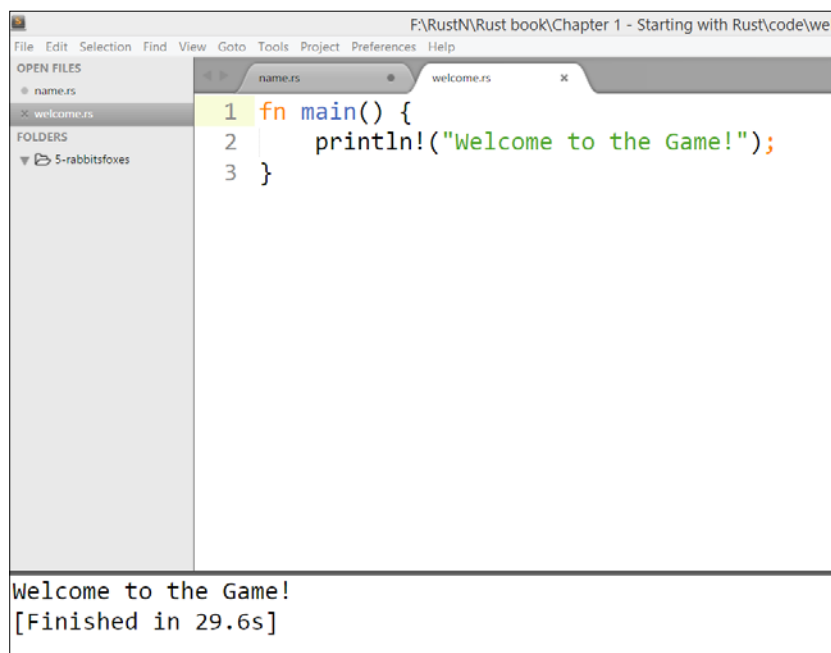 F:\RustN\Rust book\Chapter 1 - Starting with Rust\code\we
File Edit Selection Find View Goto Tools Project Preferences Help
OPEN FILES
name.rs
welcome.rs
FOLDERS
5-rabbitsfoxes
name.rs welcome.rs
1 fn main() {
2     println!("Welcome to the Game!");
3 }
Welcome to the Game!
[Finished in 29.6s]